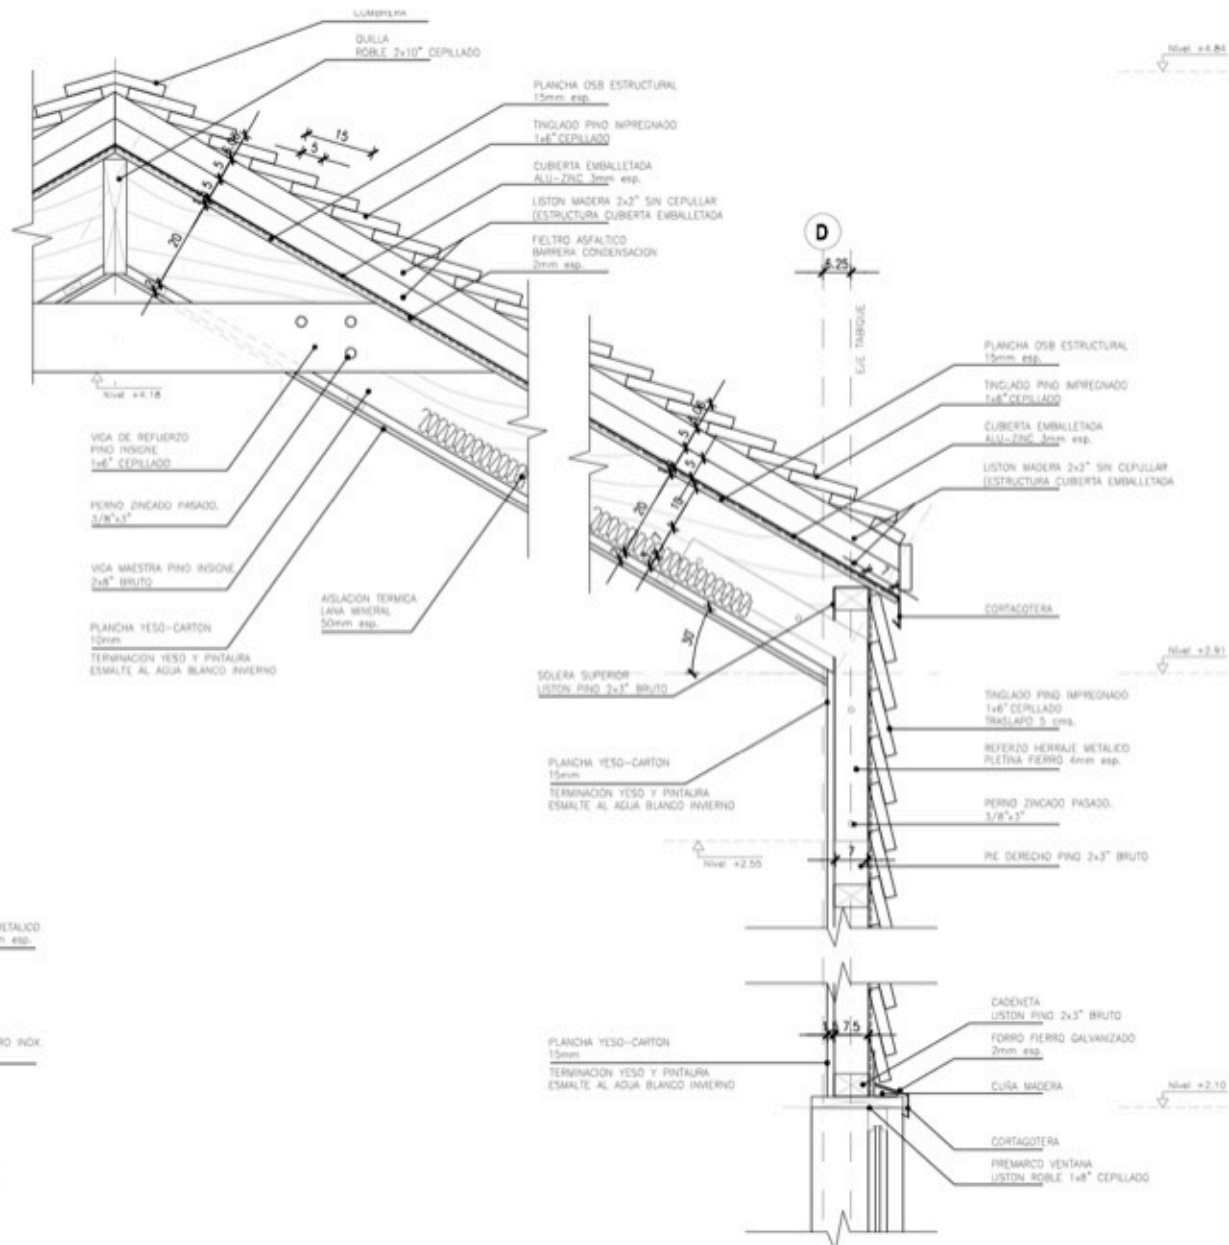 CUMBRERA
QUILLA
ROBLE 2x10" CEPILLADO
PLANCHA OSB ESTRUCTURAL
15mm esp.
TINGLADO PINO IMPREGNADO
1x6" CEPILLADO
CUBIERTA EMBALLETADA
ALU-ZINC 3mm esp.
LISTON MADERA 2x2" SIN CEPULLAR
(ESTRUCTURA CUBIERTA EMBALLETADA
FIELTRO ASFALTICO
BARRERA CONDENSACION
2mm esp.
15
5
5
5
20
Nivel +4.18
VIGA DE REFUERZO
PINO INSIGNE
1x6" CEPILLADO
PERNO ZINCADO PASADO.
3/8"x3"
VIGA MAESTRA PINO INSIGNE
2x8" BRUTO
PLANCHA YESO-CARTON
10mm
TERMINACION YESO Y PINTAURA
ESMALTE AL AGUA BLANCO INVIERNO
AISLACION TERMICA
LANA MINERAL
50mm esp.
Nivel +4.84
D
6.25
EJE TABIQUE
PLANCHA OSB ESTRUCTURAL
15mm esp.
TINGLADO PINO IMPREGNADO
1x6" CEPILLADO
CUBIERTA EMBALLETADA
ALU-ZINC 3mm esp.
LISTON MADERA 2x2" SIN CEPULLAR
(ESTRUCTURA CUBIERTA EMBALLETADA
5
5
20
10
30
CORTAGOTERA
Nivel +2.91
SOLERA SUPERIOR
LISTON PINO 2x3" BRUTO
TINGLADO PINO IMPREGNADO
1x6" CEPILLADO
TRASLAPO 5 cms.
REFERZO HERRAJE METALICO
PLETINA FIERRO 4mm esp.
PERNO ZINCADO PASADO.
3/8"x3"
PIE DERECHO PINO 2x3" BRUTO
PLANCHA YESO-CARTON
15mm
TERMINACION YESO Y PINTAURA
ESMALTE AL AGUA BLANCO INVIERNO
Nivel +2.55
7
ETALICO
esp.
RO INOX.
PLANCHA YESO-CARTON
15mm
TERMINACION YESO Y PINTAURA
ESMALTE AL AGUA BLANCO INVIERNO
7.5
CADENETA
LISTON PINO 2x3" BRUTO
FORRO FIERRO GALVANIZADO
2mm esp.
CUÑA MADERA
Nivel +2.10
CORTAGOTERA
PREMARCO VENTANA
LISTON ROBLE 1x8" CEPILLADO